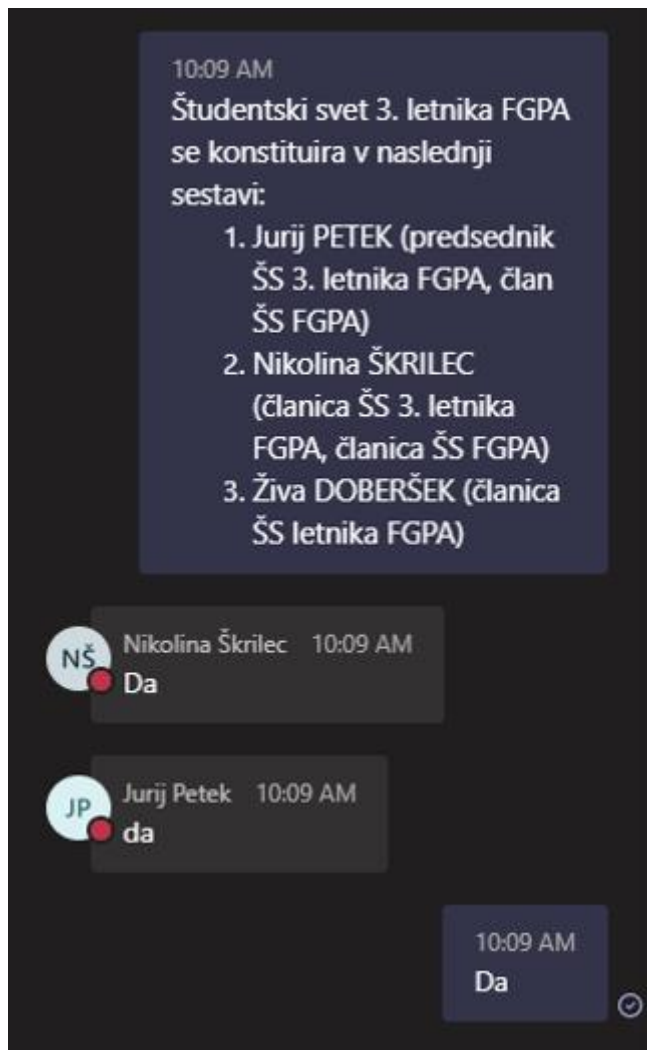 10:09 AM
Študentski svet 3. letnika FGPA
se konstituira v naslednji
sestavi:
1. Jurij PETEK (predsednik
ŠS 3. letnika FGPA, član
ŠS FGPA)
2. Nikolina ŠKRILEC
(članica ŠS 3. letnika
FGPA, članica ŠS FGPA)
3. Živa DOBERŠEK (članica
ŠS letnika FGPA)
NŠ
Nikolina Škrilec 10:09 AM
Da
JP
Jurij Petek 10:09 AM
da
10:09 AM
Da